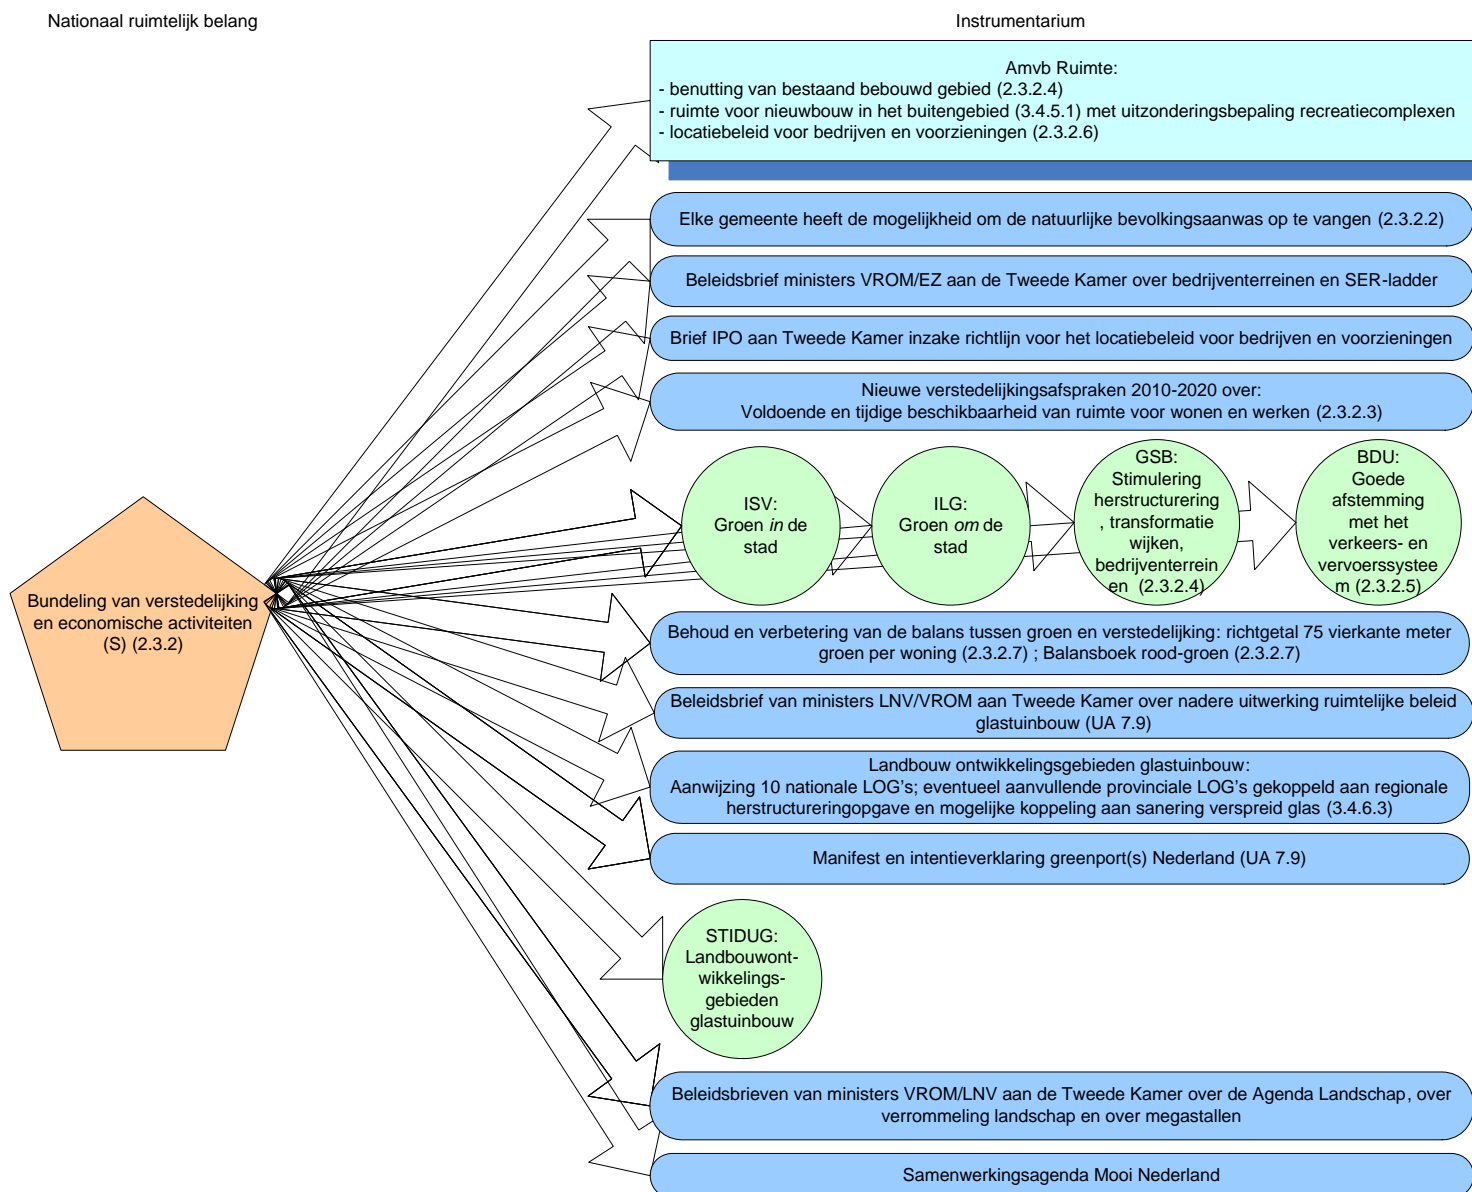 Nationaal ruimtelijk belang
Instrumentarium
Amvb Ruimte:
- benutting van bestaand bebouwd gebied (2.3.2.4)
- ruimte voor nieuwbouw in het buitengebied (3.4.5.1) met uitzonderingsbepaling recreatiecomplexen
- locatiebeleid voor bedrijven en voorzieningen (2.3.2.6)
Elke gemeente heeft de mogelijkheid om de natuurlijke bevolkingsaanwas op te vangen (2.3.2.2)
Beleidsbrief ministers VROM/EZ aan de Tweede Kamer over bedrijventerreinen en SER-ladder
Brief IPO aan Tweede Kamer inzake richtlijn voor het locatiebeleid voor bedrijven en voorzieningen
Nieuwe verstedelijkingsafspraken 2010-2020 over:
Voldoende en tijdige beschikbaarheid van ruimte voor wonen en werken (2.3.2.3)
ISV:
Groen in de
stad
ILG:
Groen om de
stad
GSB:
Stimulering
herstructurering
, transformatie
wijken,
bedrijventerrei
en (2.3.2.4)
BDU:
Goede
afstemming
met het
verkeers- en
vervoerssystee
m (2.3.2.5)
Bundeling van verstedelijking
en economische activiteiten
(S) (2.3.2)
Behoud en verbetering van de balans tussen groen en verstedelijking: richtgetal 75 vierkante meter
groen per woning (2.3.2.7) ; Balansboek rood-groen (2.3.2.7)
Beleidsbrief van ministers LNV/VROM aan Tweede Kamer over nadere uitwerking ruimtelijke beleid
glastuinbouw (UA 7.9)
Landbouw ontwikkelingsgebieden glastuinbouw:
Aanwijzing 10 nationale LOG's; eventueel aanvullende provinciale LOG's gekoppeld aan regionale
herstructureringopgave en mogelijke koppeling aan sanering verspreid glas (3.4.6.3)
Manifest en intentieverklaring greenport(s) Nederland (UA 7.9)
STIDUG:
Landbouwont-
wikkelings-
gebieden
glastuinbouw
Beleidsbrieven van ministers VROM/LNV aan de Tweede Kamer over de Agenda Landschap, over
verrommeling landschap en over megastallen
Samenwerkingsagenda Mooi Nederland